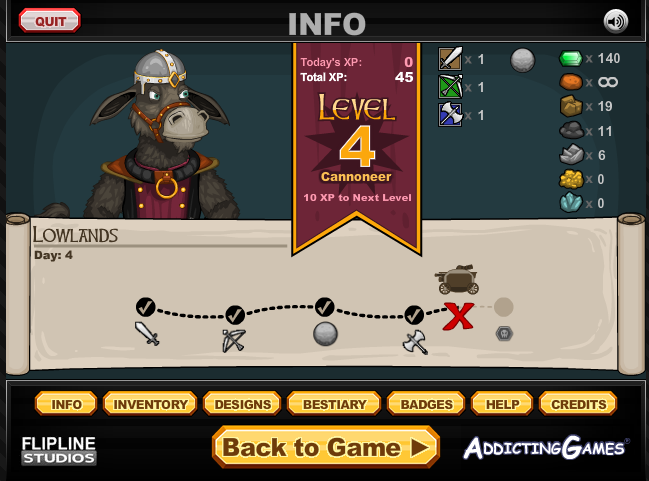 QUIT
INFO
Today's XP: 0
Total XP: 45
LEVEL
4
Cannoneer
10 XP to Next Level
x 1
x 1
x 1
x 140
x ∞
x 19
x 11
x 6
x 0
x 0
LOWLANDS
Day: 4
INFO
INVENTORY
DESIGNS
BESTIARY
BADGES
HELP
CREDITS
FLIPLINE
STUDIOS
Back to Game
ADDICTINGGAMES